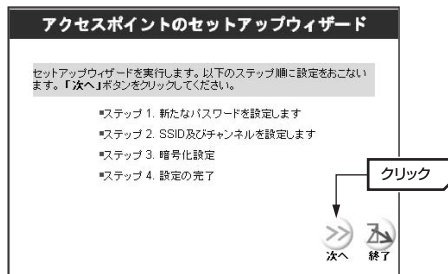 アクセスポイントのセットアップウィザード
セットアップウィザードを実行します。以下のステップ順に設定をおこない
ます。「次へ」ボタンをクリックしてください。
■ステップ 1. 新たなパスワードを設定します
■ステップ 2. SSID及びチャンネルを設定します
■ステップ 3. 暗号化設定
■ステップ 4. 設定の完了
クリック
次へ 終了